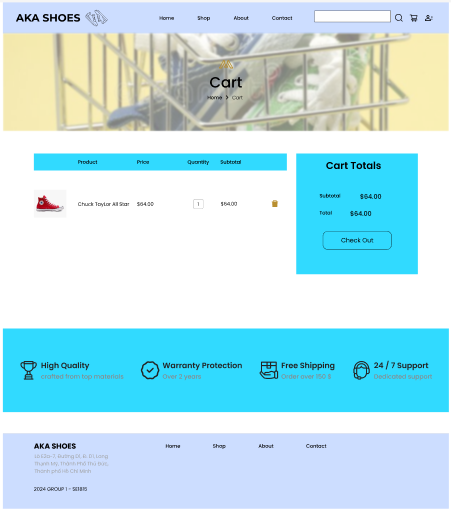 AKA SHOES
Home Shop About Contact
Cart
Home > Cart
Product Price Quantity Subtotal
Chuck Taylor All Star $64.00 1 $64.00
Cart Totals
Subtotal $64.00
Total $64.00
Check Out
High Quality
crafted from top materials
Warranty Protection
Over 2 years
Free Shipping
Order over 150 $
24 / 7 Support
Dedicated support
AKA SHOES
Home Shop About Contact
Lô E2a-7, Đường D1, Đ. D1, Long
Thạnh Mỹ, Thành Phố Thủ Đức,
Thành phố Hồ Chí Minh
2024 GROUP 1 - SE1815